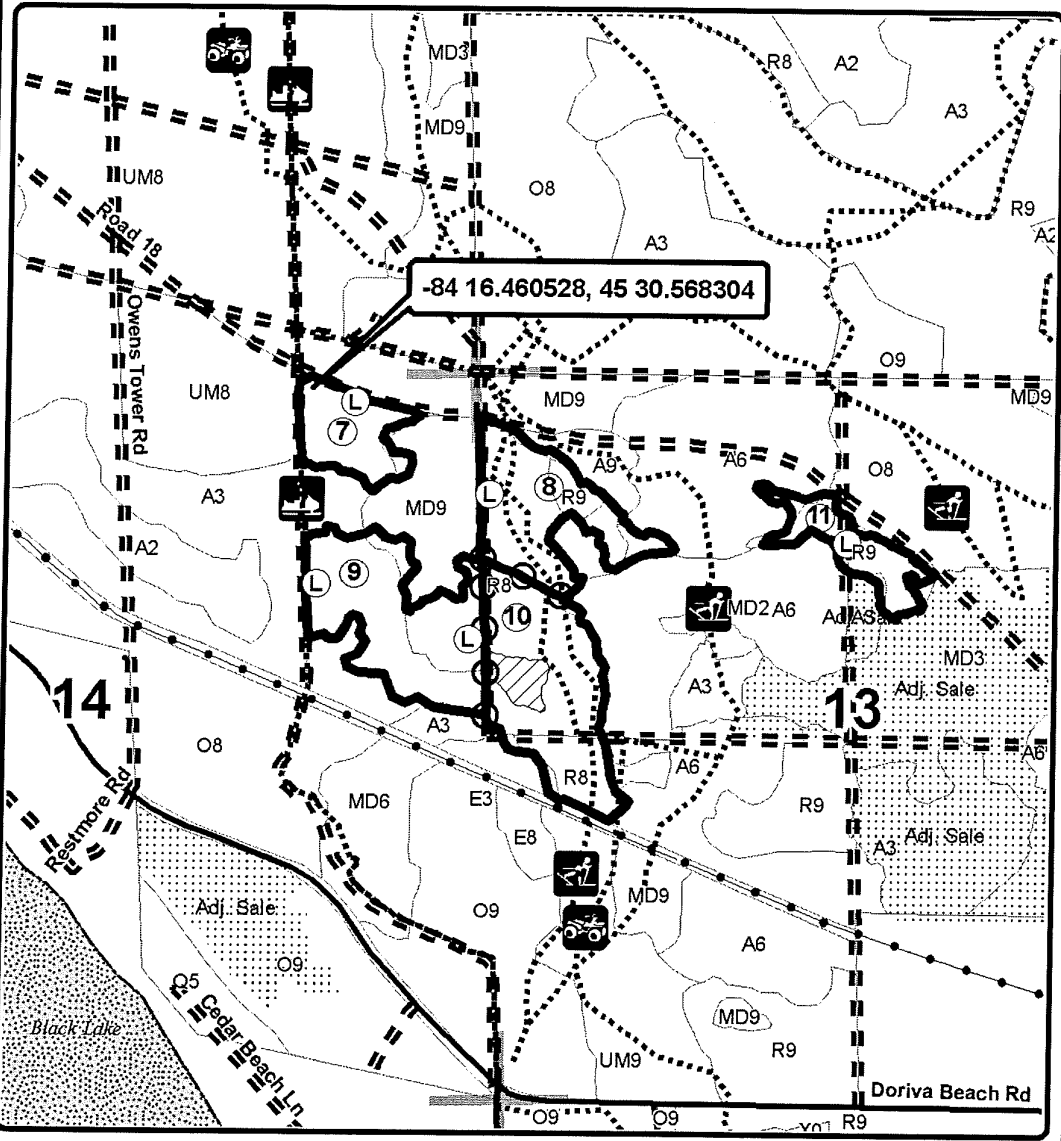 MD3
R8
A2
A3
MD9
UM8
O8
R9
A2
Road 18
A3
-84 16.460528, 45 30.568304
Owens Tower Rd
O9
UM8
MD9
MD9
L
7
A9
A6
O8
A3
MD9
L
8
R9
11
A2
L
R9
L
9
R8
10
MD2
A6
L
MD3
14
A3
Adj. Sale
13
A3
O8
A6
A6
R8
MD6
E3
R9
Restmore Rd
E8
A3
Adj. Sale
Adj. Sale
MD9
O9
A6
O9
O5
Cedar Beach Ln
MD9
Black Lake
R9
UM9
Doriva Beach Rd
O9
O9
R9